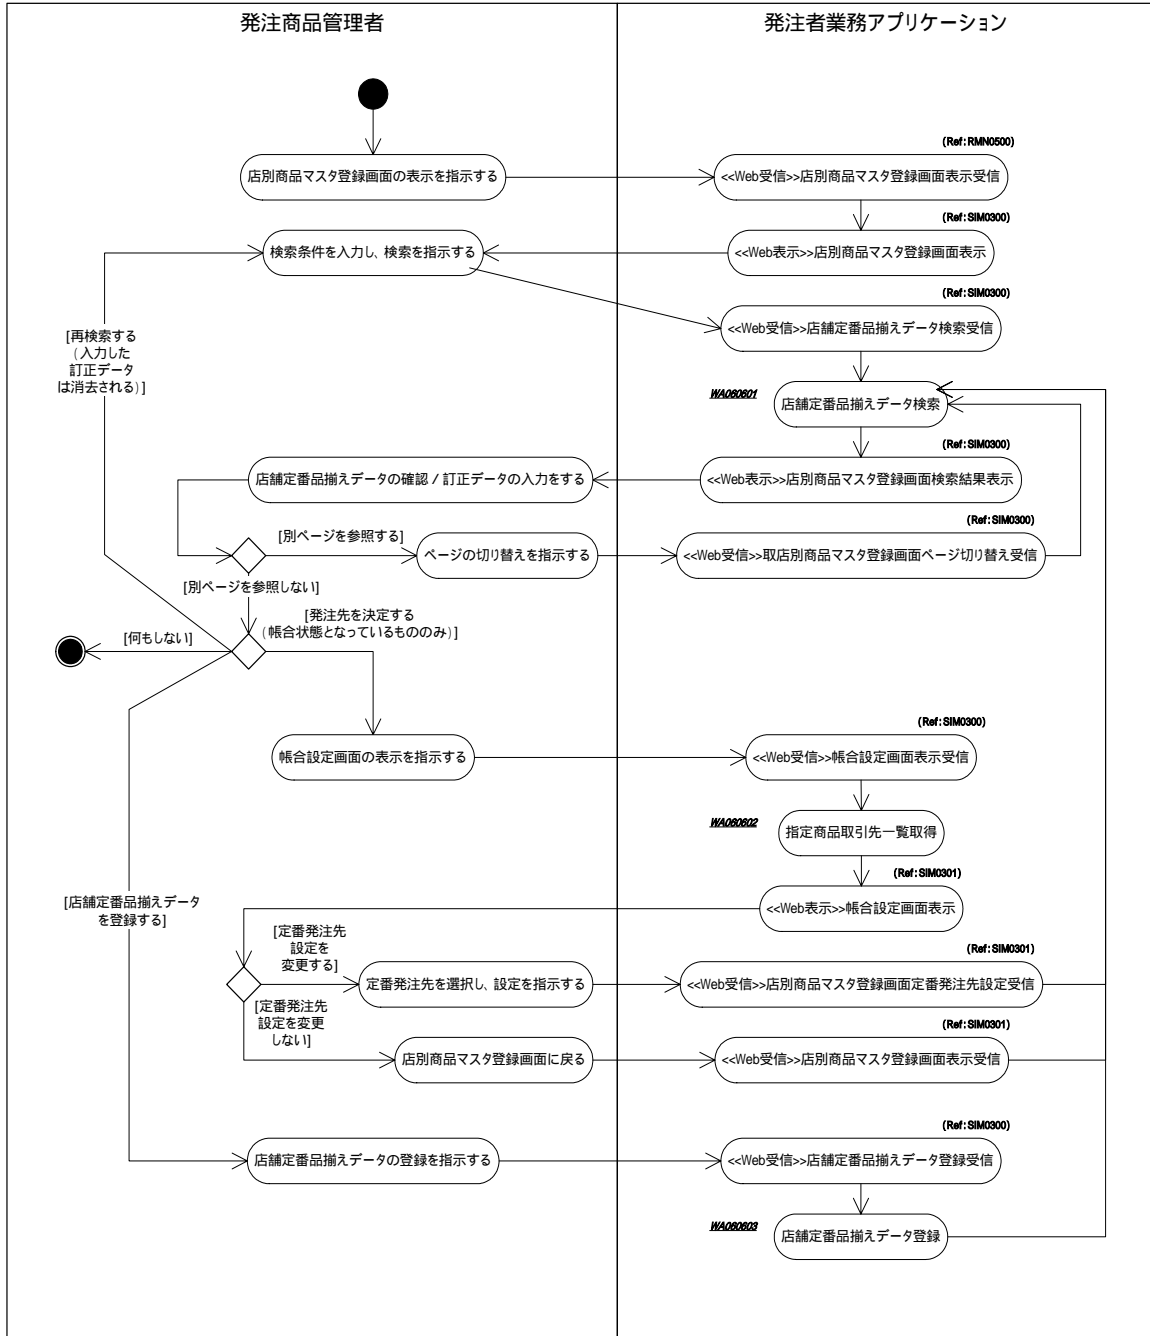 発注商品管理者
発注者業務アプリケーション
(Ref:RMN0500)
店別商品マスタ登録画面の表示を指示する
<<Web受信>>店別商品マスタ登録画面表示受信
(Ref:SIM0300)
検索条件を入力し、検索を指示する
<<Web表示>>店別商品マスタ登録画面表示
(Ref:SIM0300)
<<Web受信>>店舗定番品揃えデータ検索受信
[再検索する
(入力した
訂正データ
は消去される)]
WA060601
店舗定番品揃えデータ検索
(Ref:SIM0300)
店舗定番品揃えデータの確認 / 訂正データの入力をする
<<Web表示>>店別商品マスタ登録画面検索結果表示
(Ref:SIM0300)
[別ページを参照する]
ページの切り替えを指示する
<<Web受信>>取店別商品マスタ登録画面ページ切り替え受信
[別ページを参照しない]
[発注先を決定する
(帳合状態となっているもののみ)]
[何もしない]
(Ref:SIM0300)
帳合設定画面の表示を指示する
<<Web受信>>帳合設定画面表示受信
WA060602
指定商品取引先一覧取得
(Ref:SIM0301)
[店舗定番品揃えデータ
を登録する]
<<Web表示>>帳合設定画面表示
[定番発注先
設定を
変更する]
(Ref:SIM0301)
定番発注先を選択し、設定を指示する
<<Web受信>>店別商品マスタ登録画面定番発注先設定受信
[定番発注先
設定を変更
しない]
(Ref:SIM0301)
店別商品マスタ登録画面に戻る
<<Web受信>>店別商品マスタ登録画面表示受信
(Ref:SIM0300)
店舗定番品揃えデータの登録を指示する
<<Web受信>>店舗定番品揃えデータ登録受信
WA060603
店舗定番品揃えデータ登録